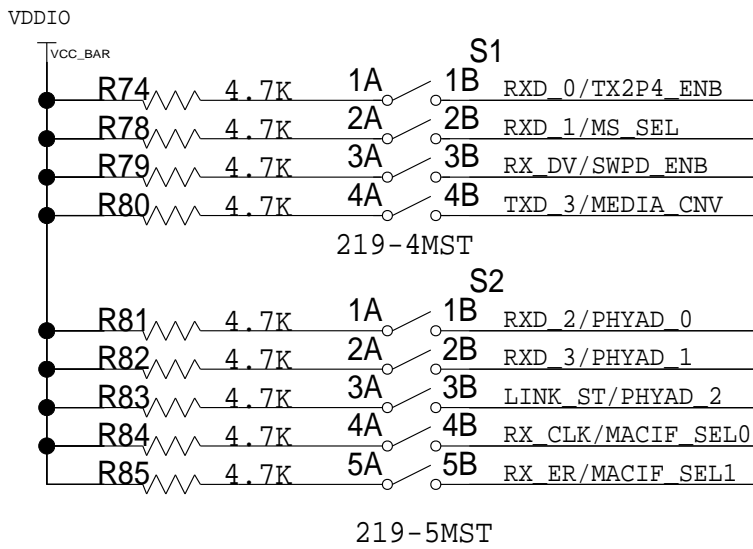 VDDIO
VCC_BAR
S1
R74 4.7K 1A 1B RXD_0/TX2P4_ENB
R78 4.7K 2A 2B RXD_1/MS_SEL
R79 4.7K 3A 3B RX_DV/SWPD_ENB
R80 4.7K 4A 4B TXD_3/MEDIA_CNV
219-4MST
S2
R81 4.7K 1A 1B RXD_2/PHYAD_0
R82 4.7K 2A 2B RXD_3/PHYAD_1
R83 4.7K 3A 3B LINK_ST/PHYAD_2
R84 4.7K 4A 4B RX_CLK/MACIF_SEL0
R85 4.7K 5A 5B RX_ER/MACIF_SEL1
219-5MST